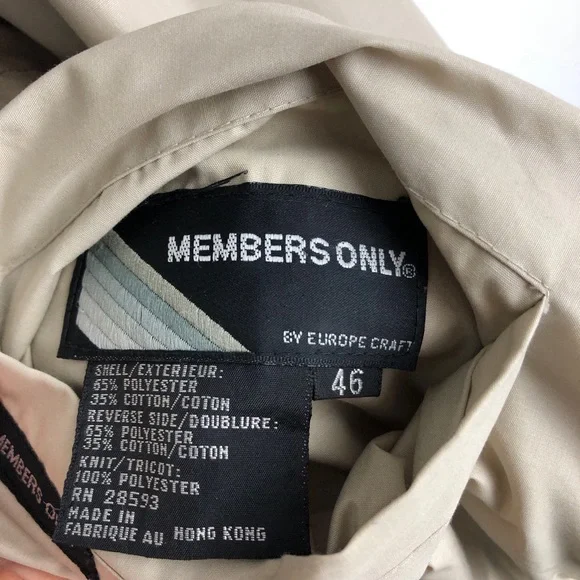 MEMBERS ONLY®
BY EUROPE CRAFT
46
SHELL/EXTERIEUR:
65% POLYESTER
35% COTTON/COTON
REVERSE SIDE/DOUBLURE:
65% POLYESTER
35% COTTON/COTON
KNIT/TRICOT:
100% POLYESTER
RN 28593
MADE IN
FABRIQUE AU HONG KONG
MEMBERS